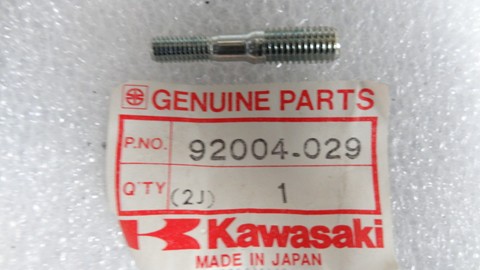 GENUINE PARTS
P.NO. 92004-029
Q'TY (2J) 1
Kawasaki
MADE IN JAPAN